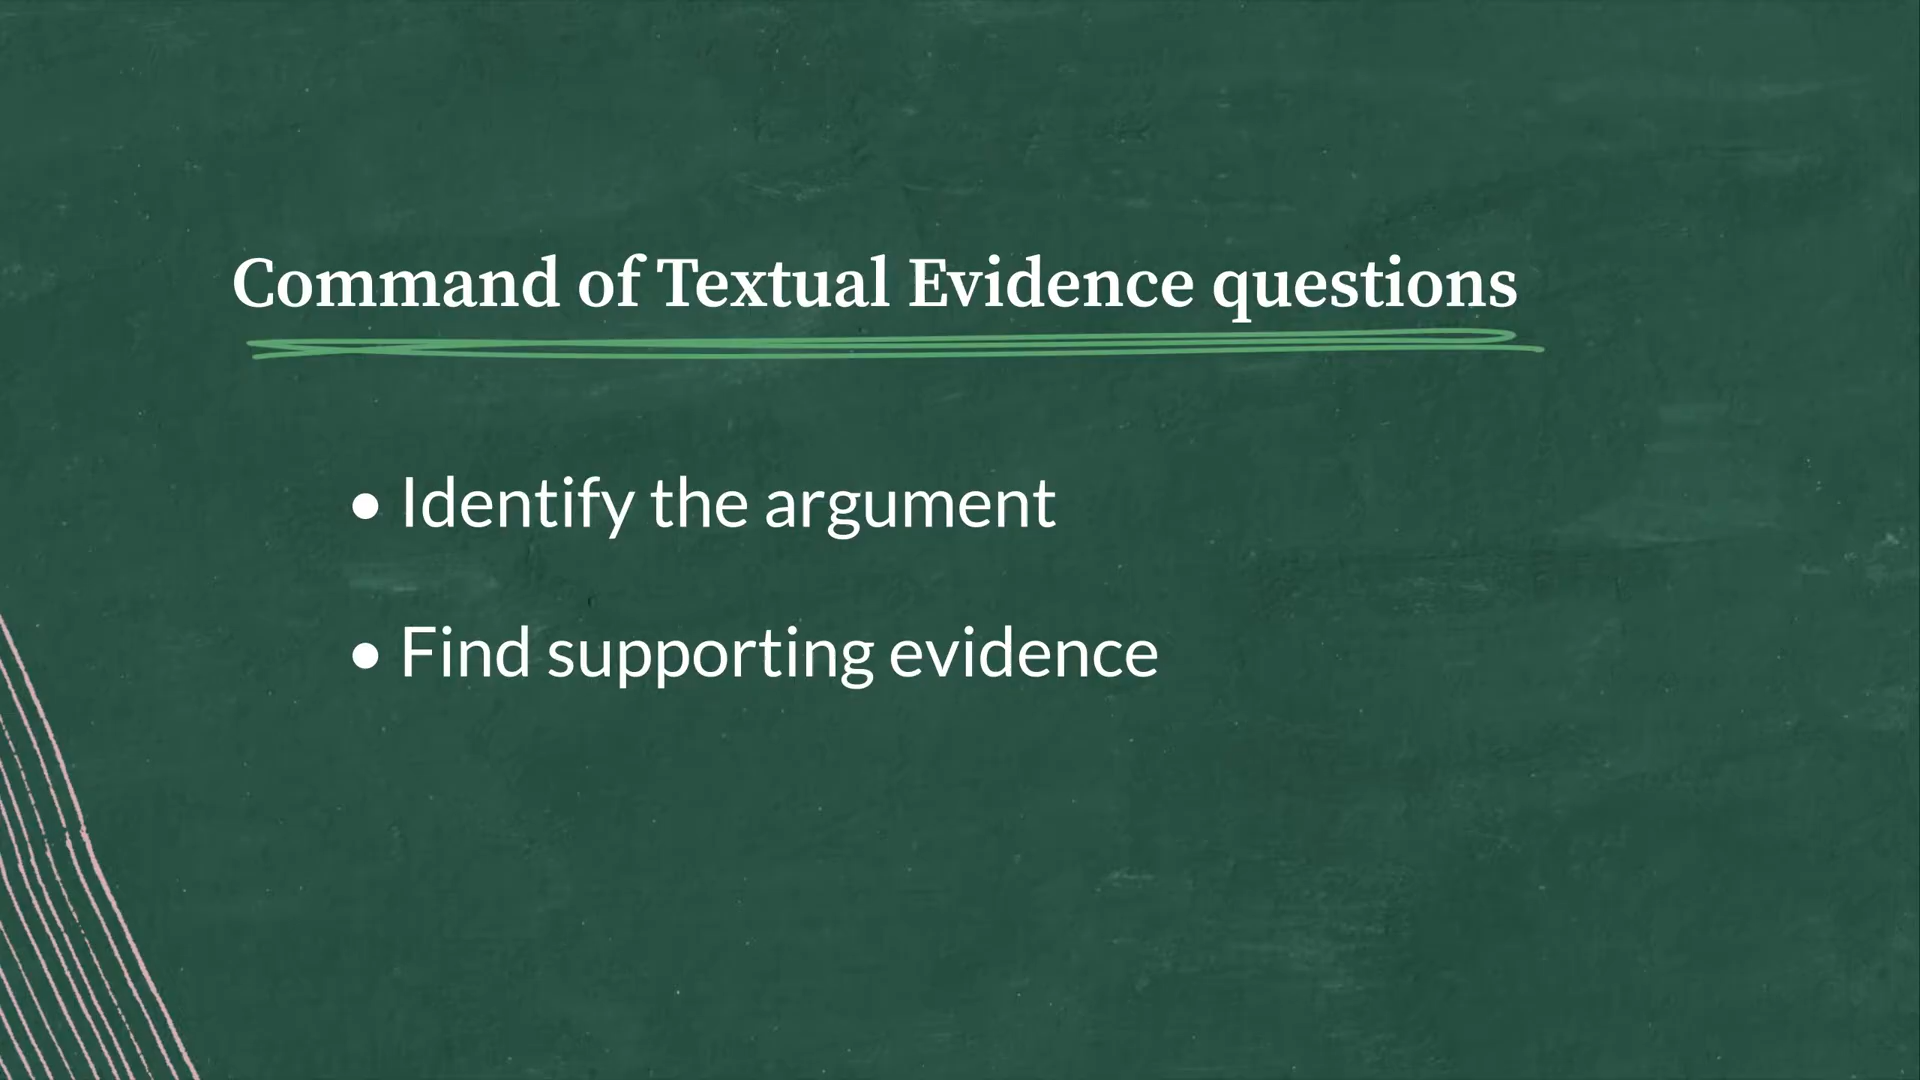 Command of Textual Evidence questions
• Identify the argument
• Find supporting evidence